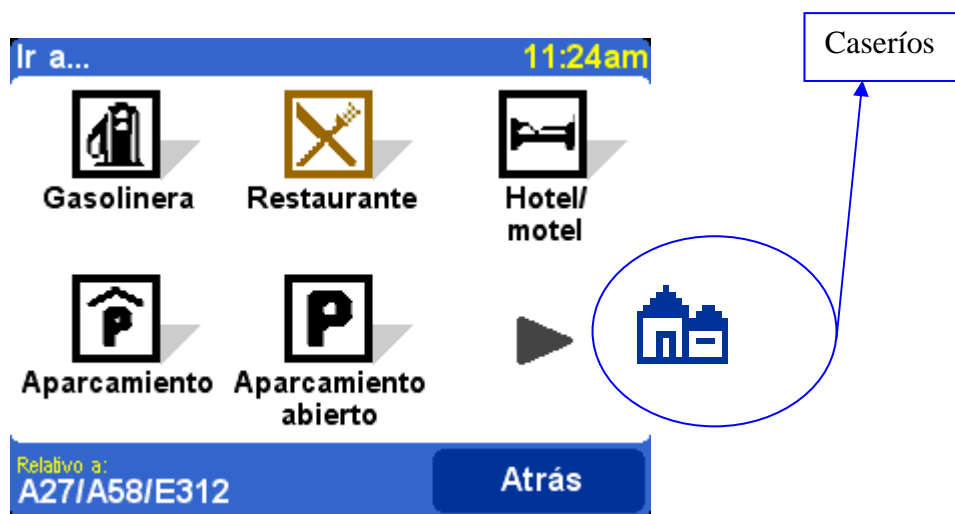 Caseríos
Ir a...
11:24am
Gasolinera
Restaurante
Hotel/
motel
P
P
Aparcamiento
Aparcamiento
abierto
Relativo a:
A27/A58/E312
Atrás